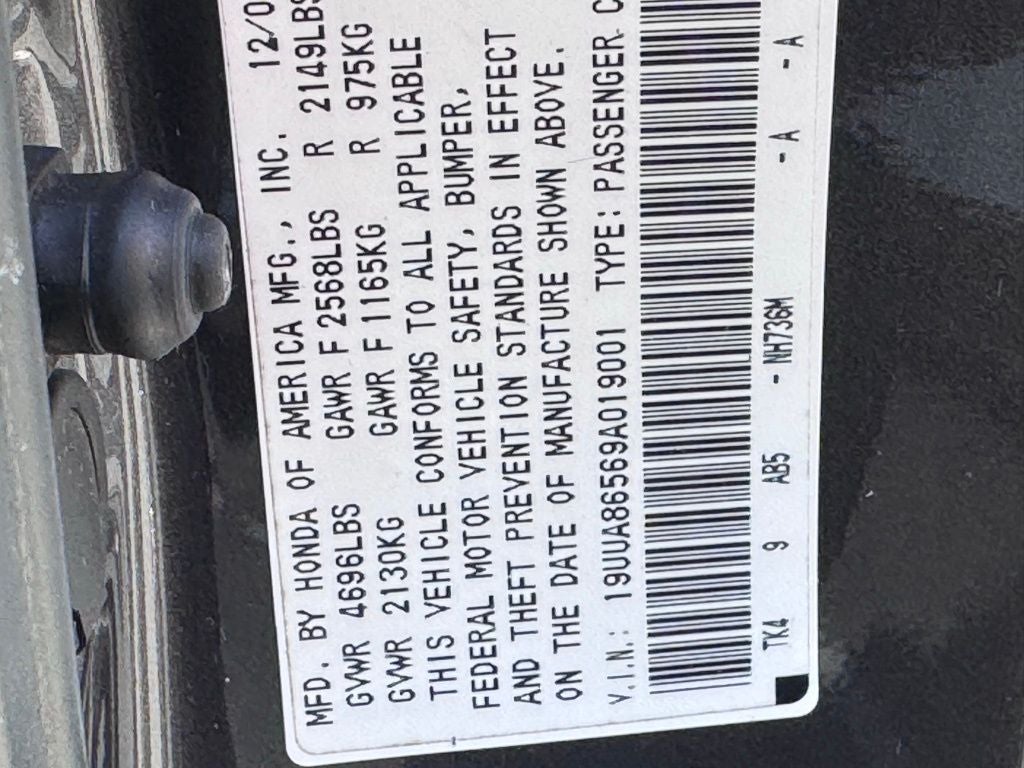 MFD. BY HONDA OF AMERICA MFG., INC. 12/0
GVWR 4696LBS GAWR F 2568LBS R 2149LBS
GVWR 2130KG GAWR F 1165KG R 975KG
THIS VEHICLE CONFORMS TO ALL APPLICABLE
FEDERAL MOTOR VEHICLE SAFETY, BUMPER,
AND THEFT PREVENTION STANDARDS IN EFFECT
ON THE DATE OF MANUFACTURE SHOWN ABOVE.
V.I.N.: 19UUA86569A019001 TYPE: PASSENGER C
TK4 9 AB5 - NH736M - A - A